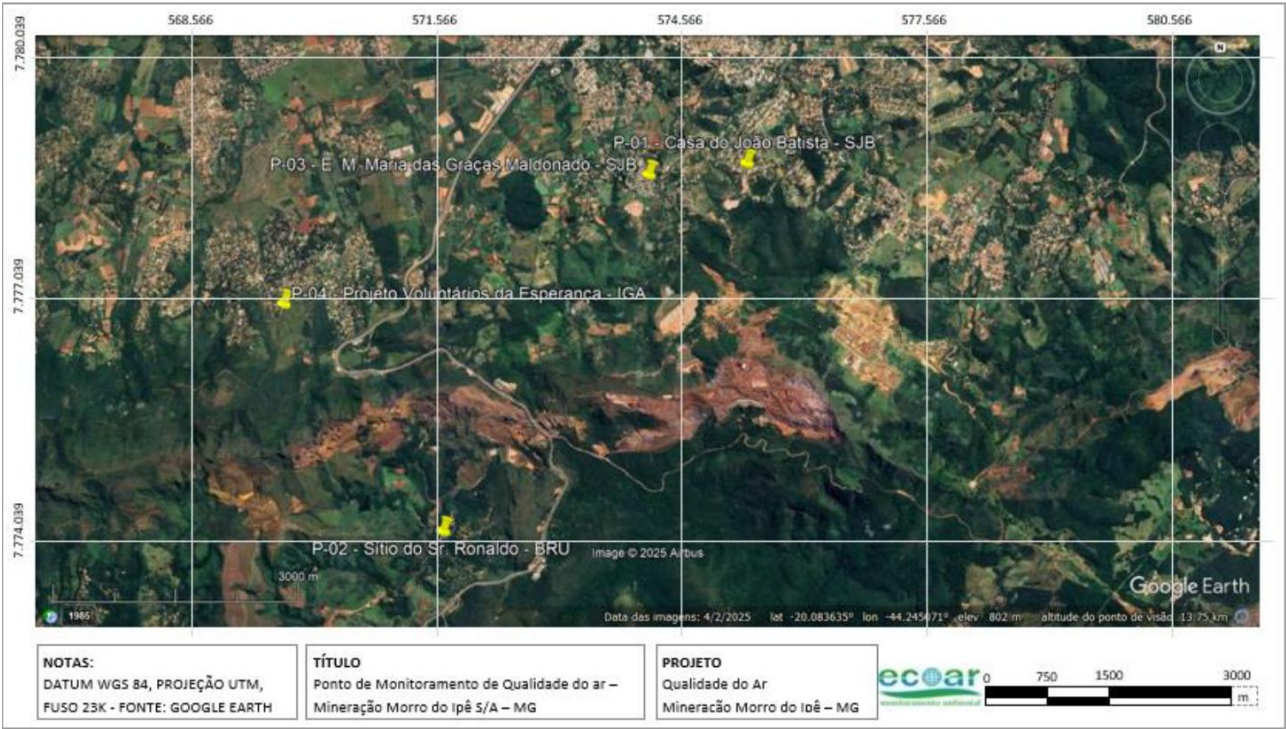 568.566 571.566 574.566 577.566 580.566
7.780.039
N
P-01 - Casa do João Batista - SJB
P-03 - E. M. Maria das Graças Maldonado - SJB
7.777.039
P-04 - Projeto Voluntários da Esperança - IGA
7.774.039
P-02 - Sítio do Sr. Ronaldo - BRU
Image © 2025 Airbus
3000 m
Google Earth
1985
Data das imagens: 4/2/2025 lat -20.083635° lon -44.245071° elev 802 m altitude do ponto de visão 13.75 km
NOTAS:
DATUM WGS 84, PROJEÇÃO UTM,
FUSO 23K - FONTE: GOOGLE EARTH
TÍTULO
Ponto de Monitoramento de Qualidade do ar –
Mineração Morro do Ipê S/A – MG
PROJETO
Qualidade do Ar
Mineração Morro do Ipê – MG
ecoar
monitoramento ambiental
0 750 1500 3000
m